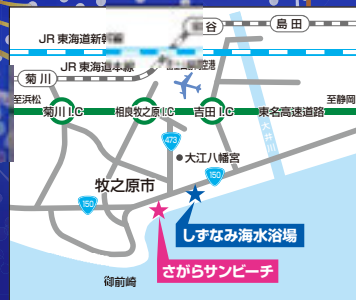 谷
島田
JR 東海道新幹線
JR 東海道本線
空港
菊川
至浜松
至静岡
菊川 I.C
相良牧之原 I.C
吉田 I.C
東名高速道路
473
大井川
大江八幡宮
150
牧之原市
150
しずなみ海水浴場
さがらサンビーチ
御前崎